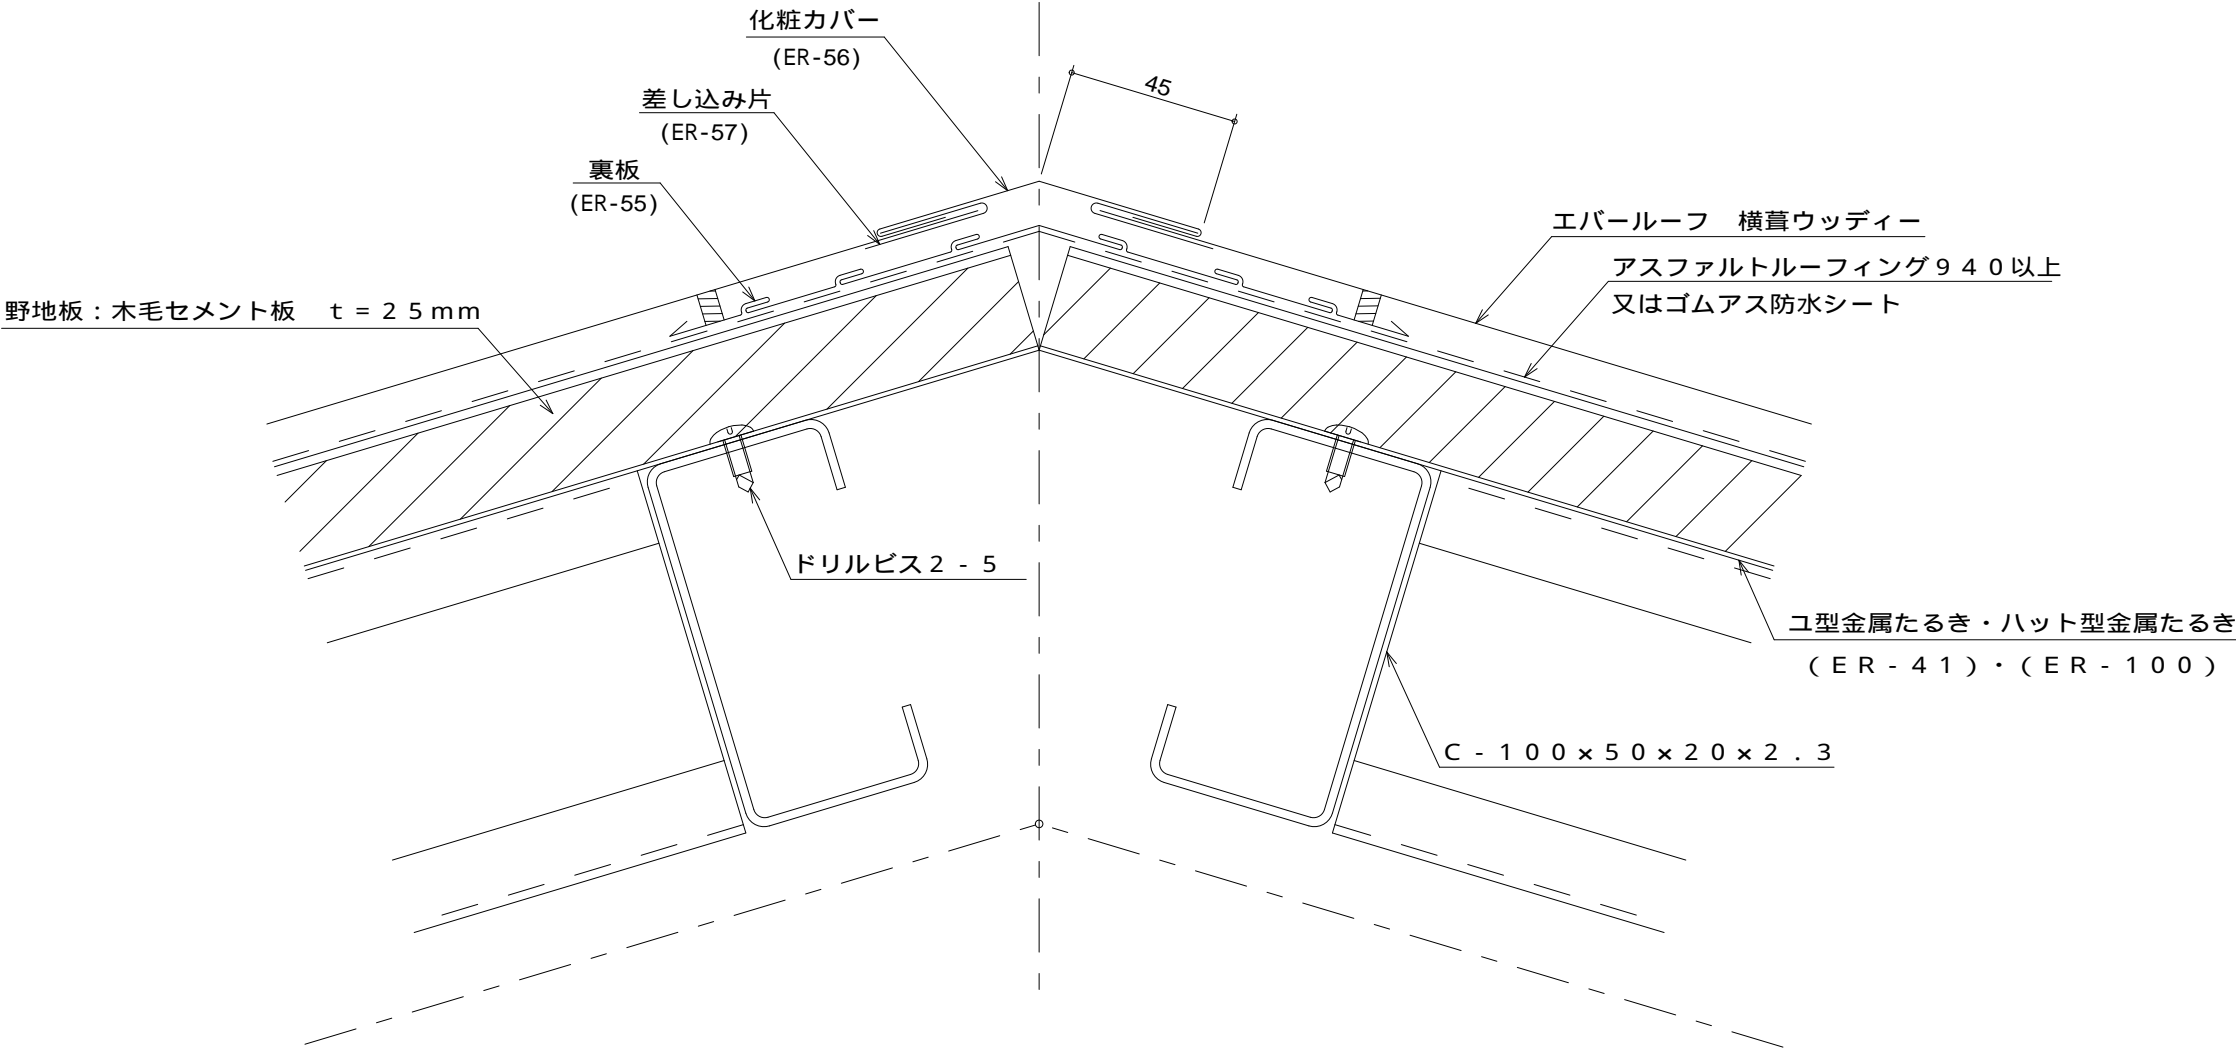 化粧カバー
(ER-56)
差し込み片
(ER-57)
裏板
(ER-55)
45
エバールーフ　横葺ウッディー
アスファルトルーフィング９４０以上
又はゴムアス防水シート
野地板：木毛セメント板　ｔ＝２５mm
ドリルビス２－５
コ型金属たるき・ハット型金属たるき
（ＥＲ－４１）・（ＥＲ－１００）
Ｃ－１００×５０×２０×２．３